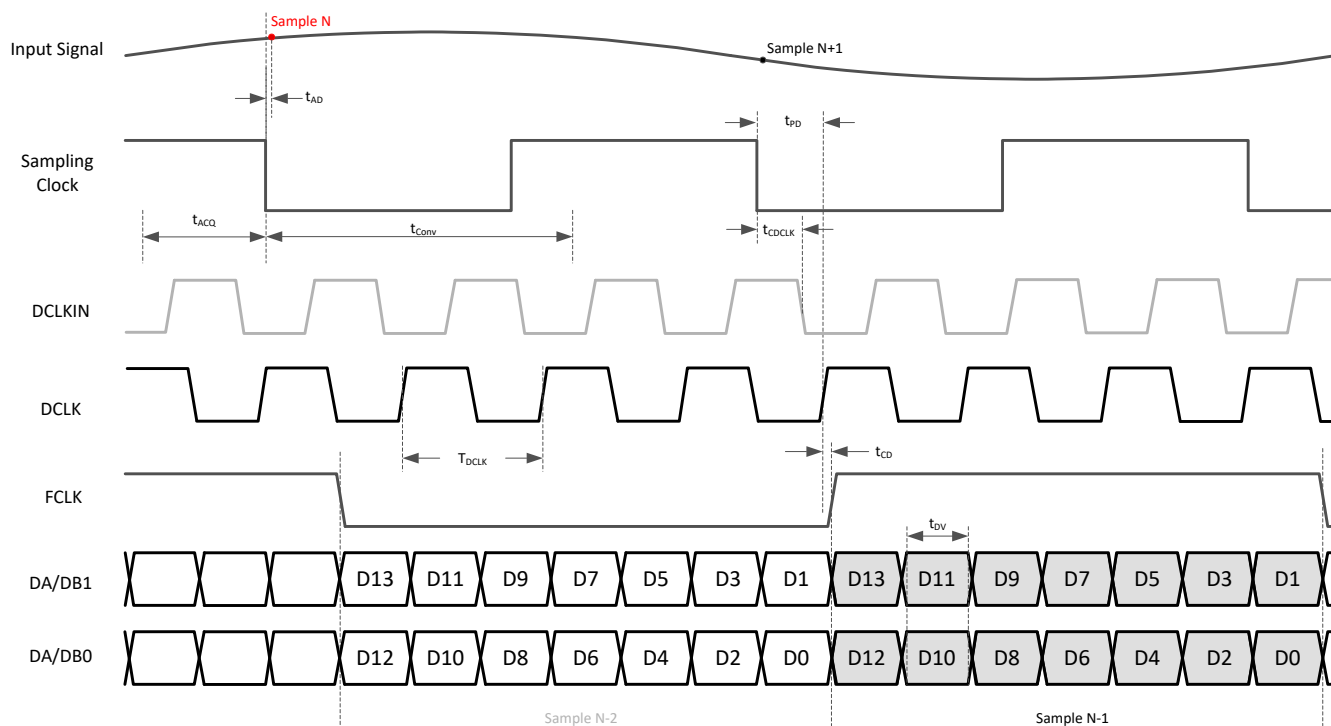 Sample N
Input Signal
Sample N+1
tAD
tPD
Sampling
Clock
tACQ
tConv
tCDCLK
DCLKIN
DCLK
TDCLK
tCD
FCLK
tDV
DA/DB1 D13 D11 D9 D7 D5 D3 D1 D13 D11 D9 D7 D5 D3 D1
DA/DB0 D12 D10 D8 D6 D4 D2 D0 D12 D10 D8 D6 D4 D2 D0
Sample N-2 Sample N-1